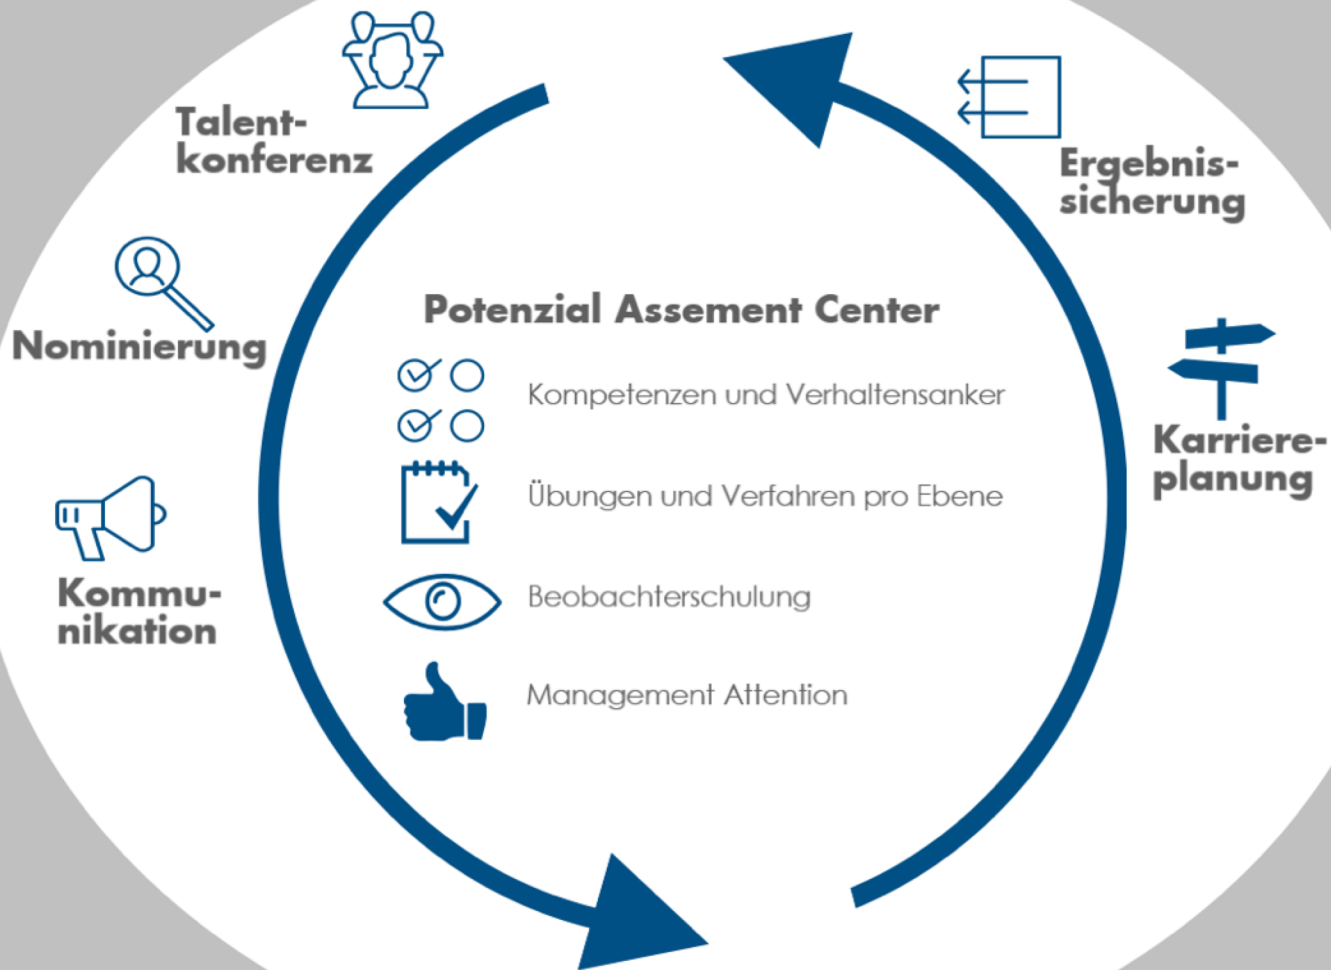 Talent-
konferenz
Nominierung
Kommu-
nikation
Potenzial Assement Center
Kompetenzen und Verhaltensanker
Übungen und Verfahren pro Ebene
Beobachterschulung
Management Attention
Ergebnis-
sicherung
Karriere-
planung